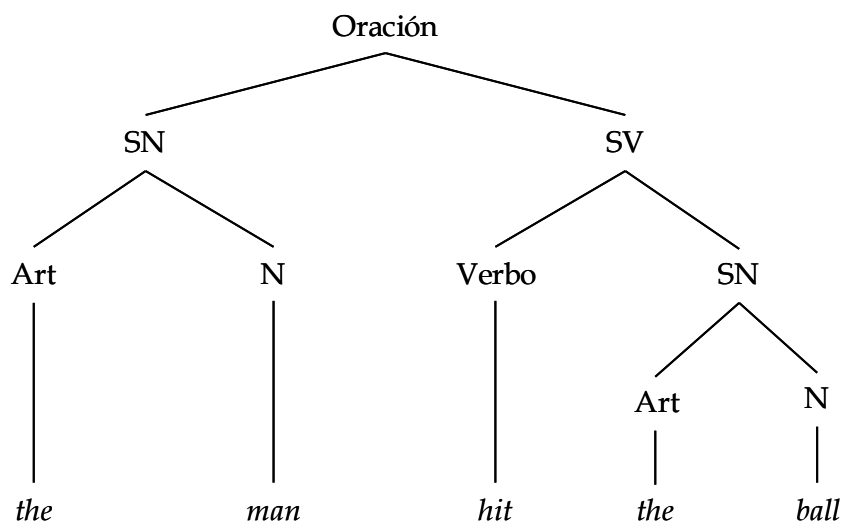 Oración
SN SV
Art N Verbo SN
Art N
the man hit the ball